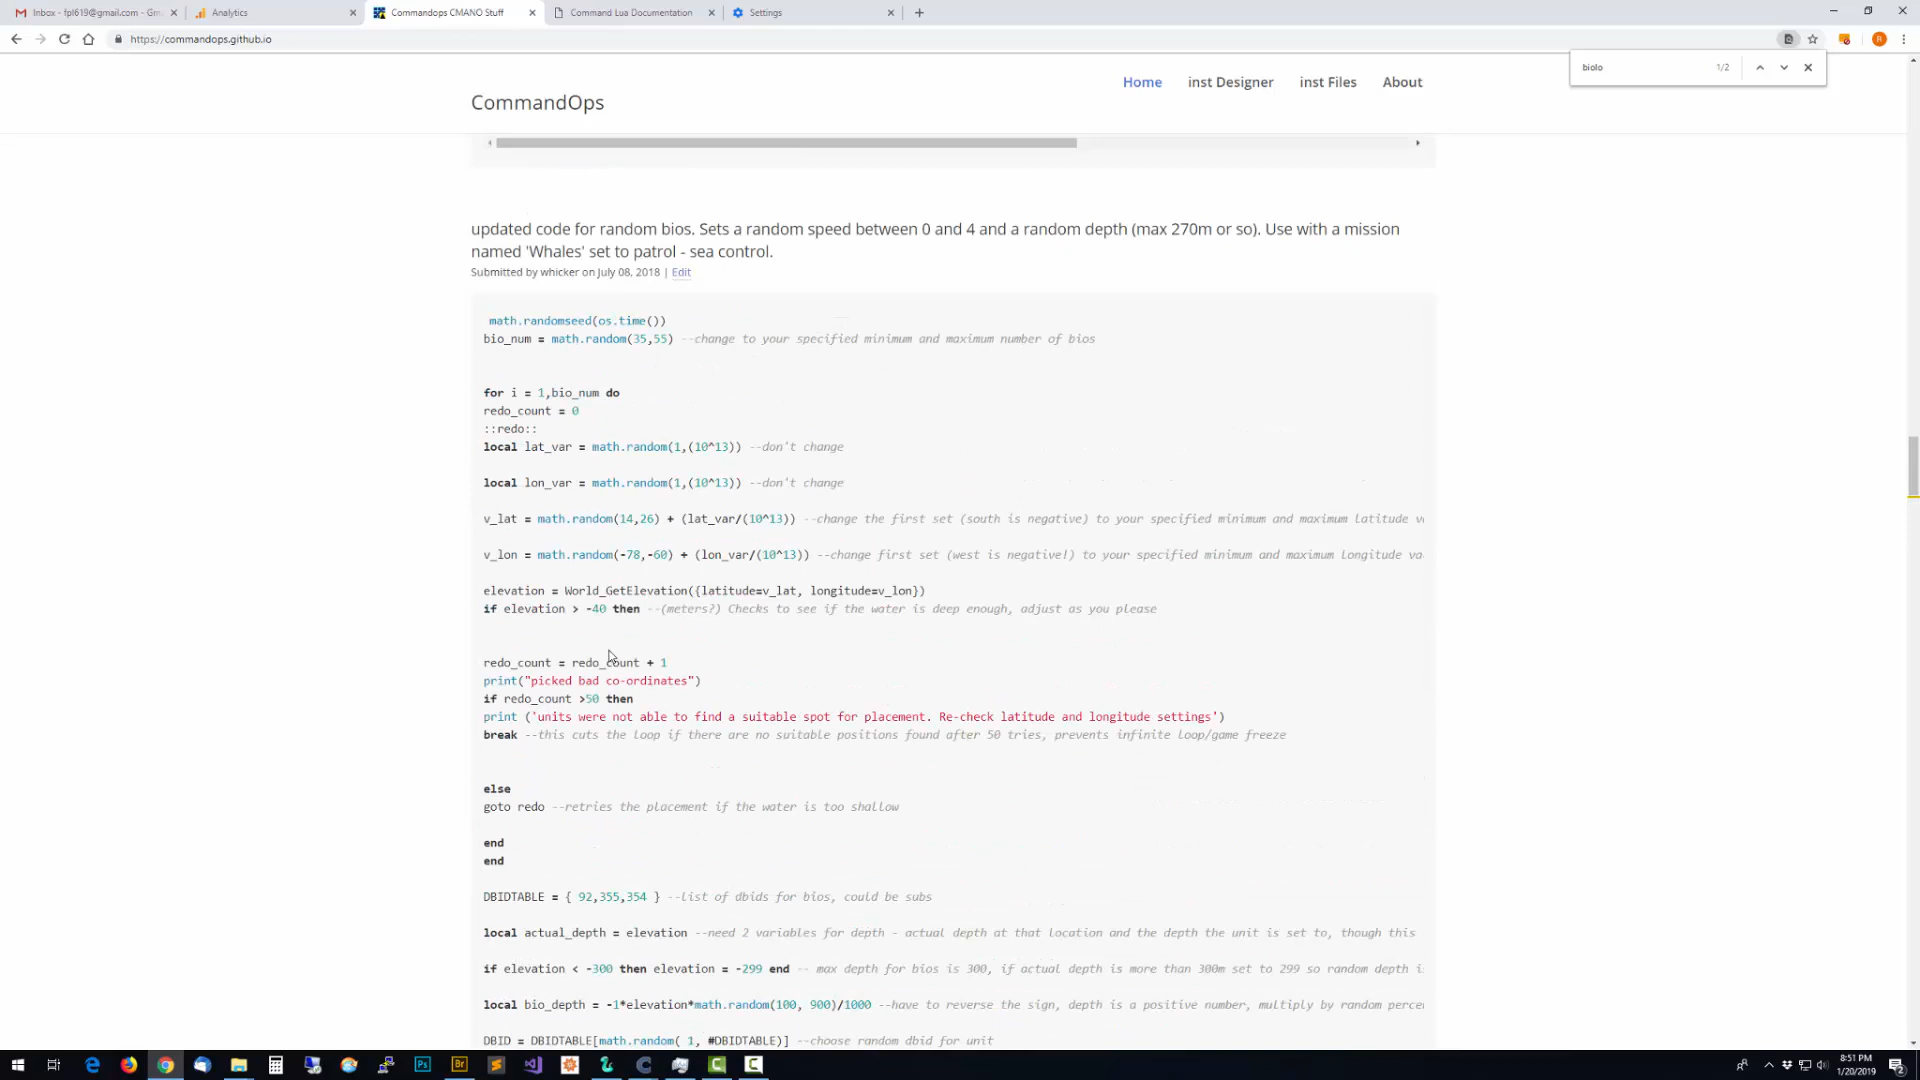 Inbox - fpl619@gmail.com - Gm
Analytics
Commandops CMANO Stuff
Command Lua Documentation
Settings
https://commandops.github.io
biolo
1/2
CommandOps
Home
inst Designer
inst Files
About
updated code for random bios. Sets a random speed between 0 and 4 and a random depth (max 270m or so). Use with a mission
named 'Whales' set to patrol - sea control.
Submitted by whicker on July 08, 2018 | Edit
math.randomseed(os.time())
bio_num = math.random(35,55) --change to your specified minimum and maximum number of bios
for i = 1,bio_num do
redo_count = 0
::redo::
local lat_var = math.random(1,(10^13)) --don't change
local lon_var = math.random(1,(10^13)) --don't change
v_lat = math.random(14,26) + (lat_var/(10^13)) --change the first set (south is negative) to your specified minimum and maximum latitude v
v_lon = math.random(-78,-60) + (lon_var/(10^13)) --change first set (west is negative!) to your specified minimum and maximum longitude va
elevation = World_GetElevation({latitude=v_lat, longitude=v_lon})
if elevation > -40 then --(meters?) Checks to see if the water is deep enough, adjust as you please
redo_count = redo_count + 1
print("picked bad co-ordinates")
if redo_count >50 then
print ('units were not able to find a suitable spot for placement. Re-check latitude and longitude settings')
break --this cuts the loop if there are no suitable positions found after 50 tries, prevents infinite loop/game freeze
else
goto redo --retries the placement if the water is too shallow
end
end
DBIDTABLE = { 92,355,354 } --list of dbids for bios, could be subs
local actual_depth = elevation --need 2 variables for depth - actual depth at that location and the depth the unit is set to, though this
if elevation < -300 then elevation = -299 end -- max depth for bios is 300, if actual depth is more than 300m set to 299 so random depth i
local bio_depth = -1*elevation*math.random(100, 900)/1000 --have to reverse the sign, depth is a positive number, multiply by random perce
DBID = DBIDTABLE[math.random( 1, #DBIDTABLE)] --choose random dbid for unit
8:51 PM
1/20/2019